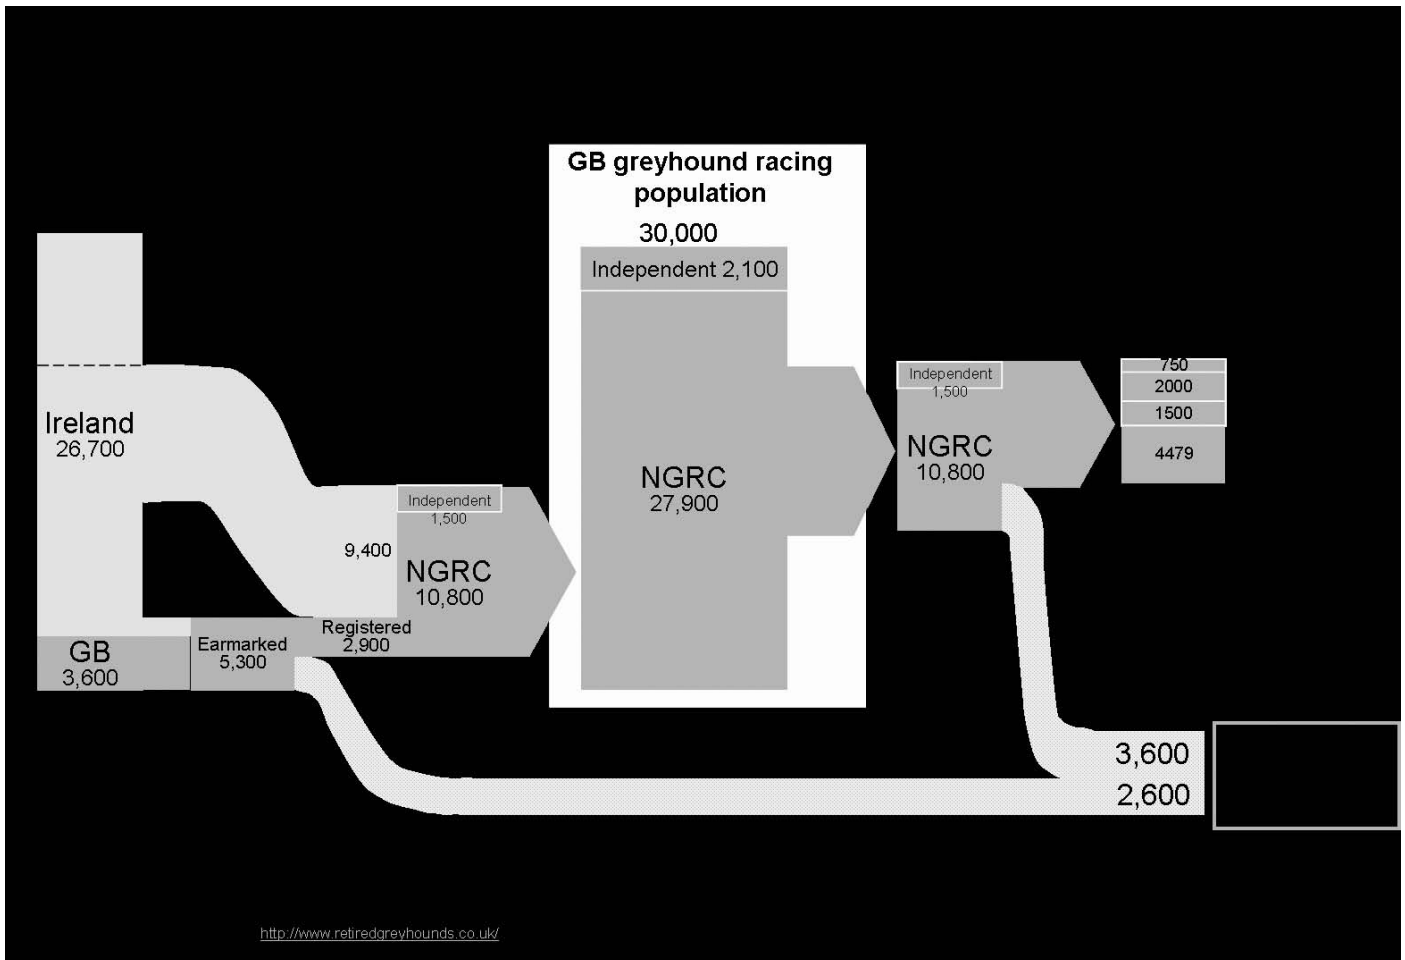 GB greyhound racing
population
30,000
Independent 2,100
NGRC
27,900
Ireland
26,700
GB
3,600
Earmarked
5,300
Registered
2,900
9,400
Independent
1,500
NGRC
10,800
Independent
1,500
NGRC
10,800
750
2000
1500
4479
3,600
2,600
http://www.retiredgreyhounds.co.uk/